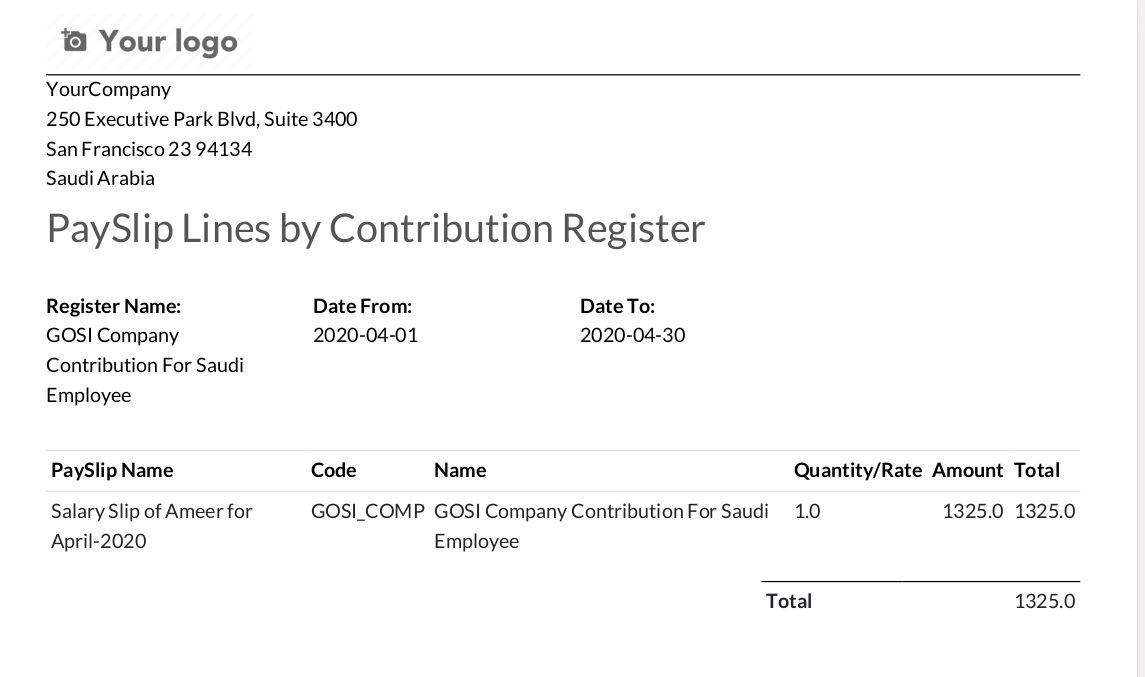 Your logo
YourCompany
250 Executive Park Blvd, Suite 3400
San Francisco 23 94134
Saudi Arabia
PaySlip Lines by Contribution Register
Register Name: Date From: Date To:
GOSI Company 2020-04-01 2020-04-30
Contribution For Saudi
Employee
PaySlip Name Code Name Quantity/Rate Amount Total
Salary Slip of Ameer for GOSI_COMP GOSI Company Contribution For Saudi 1.0 1325.0 1325.0
April-2020 Employee
Total 1325.0